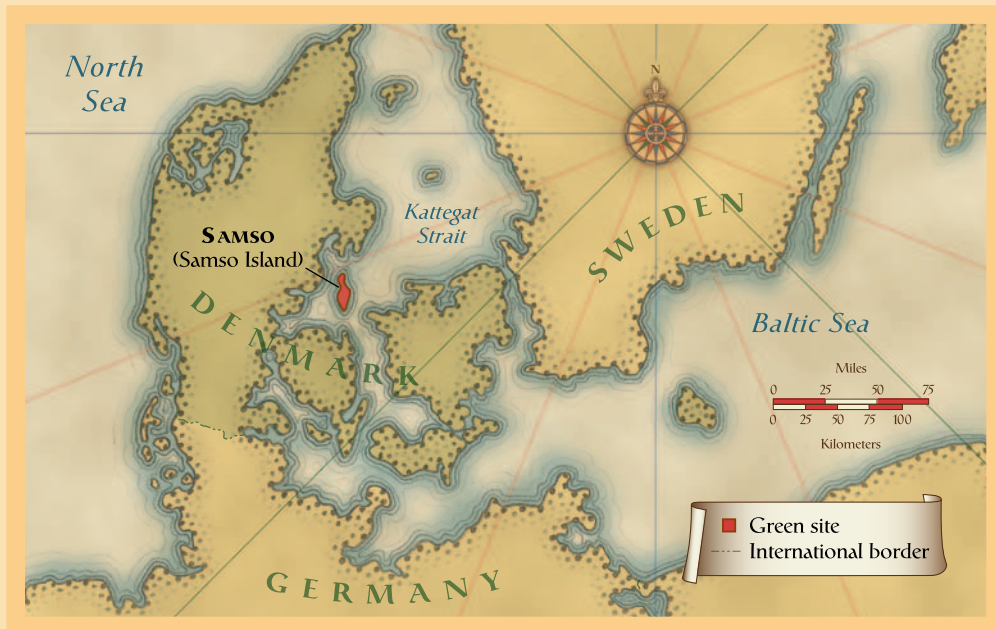 North
Sea
N
Kattegat
Strait
SWEDEN
SAMSO
(Samso Island)
DENMARK
Baltic Sea
Miles
0 25 50 75
0 25 50 75 100
Kilometers
Green site
International border
GERMANY